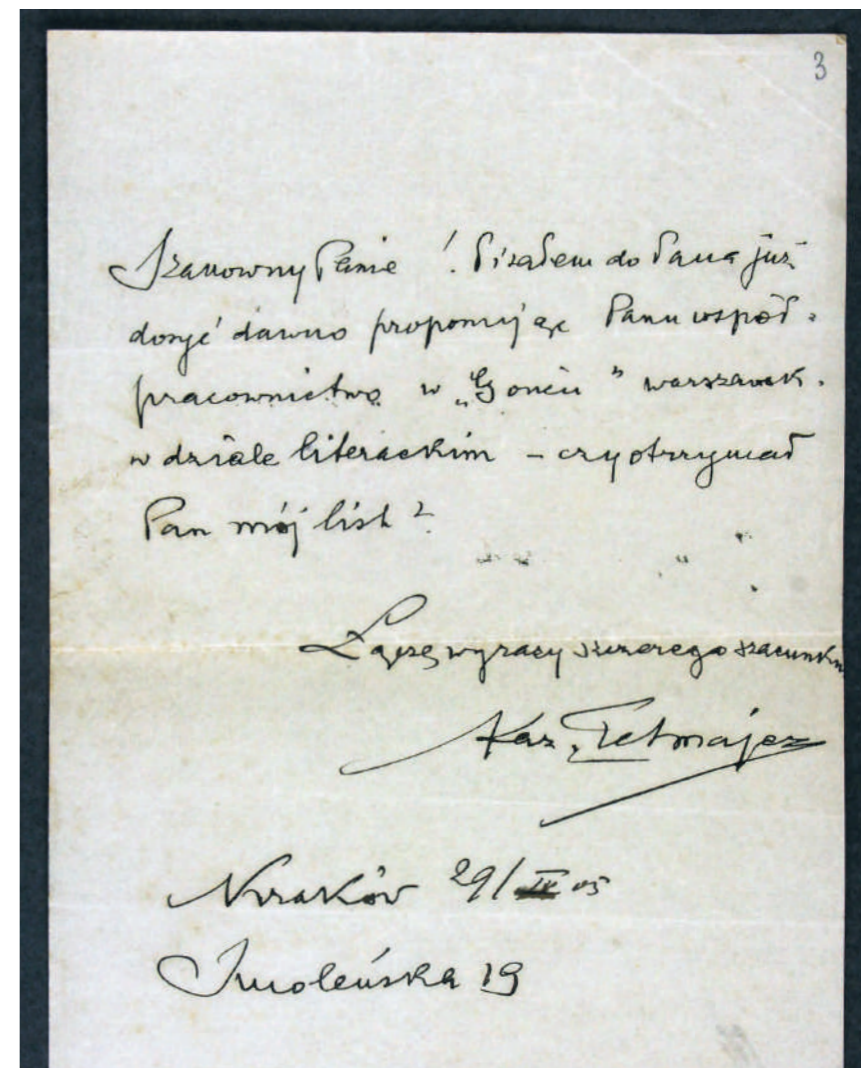 3
Szanowny Panie! Pisałem do Pana już
dosyć dawno proponując Panu współ-
pracownictwo w „Gońcu” warszawsk.
w dziale literackim – czy otrzymał
Pan mój list?
Łączę wyrazy szczerego szacunku
Kaz. Tetmajer
Kraków 29/IV 05
Smoleńska 19